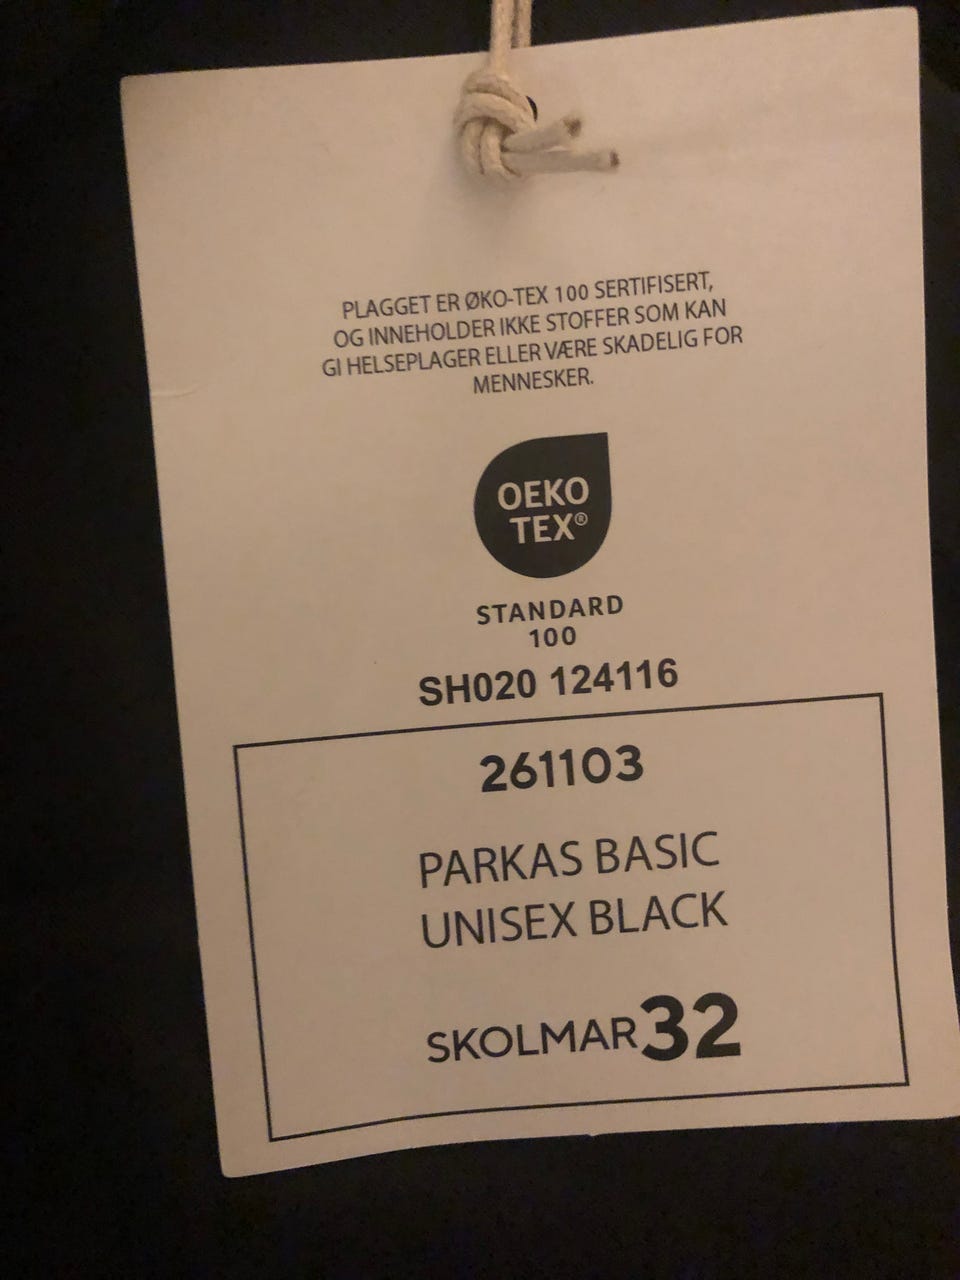 PLAGGET ER ØKO-TEX 100 SERTIFISERT,
OG INNEHOLDER IKKE STOFFER SOM KAN
GI HELSEPLAGER ELLER VÆRE SKADELIG FOR
MENNESKER.
OEKO
TEX®
STANDARD
100
SH020 124116
261103
PARKAS BASIC
UNISEX BLACK
SKOLMAR32